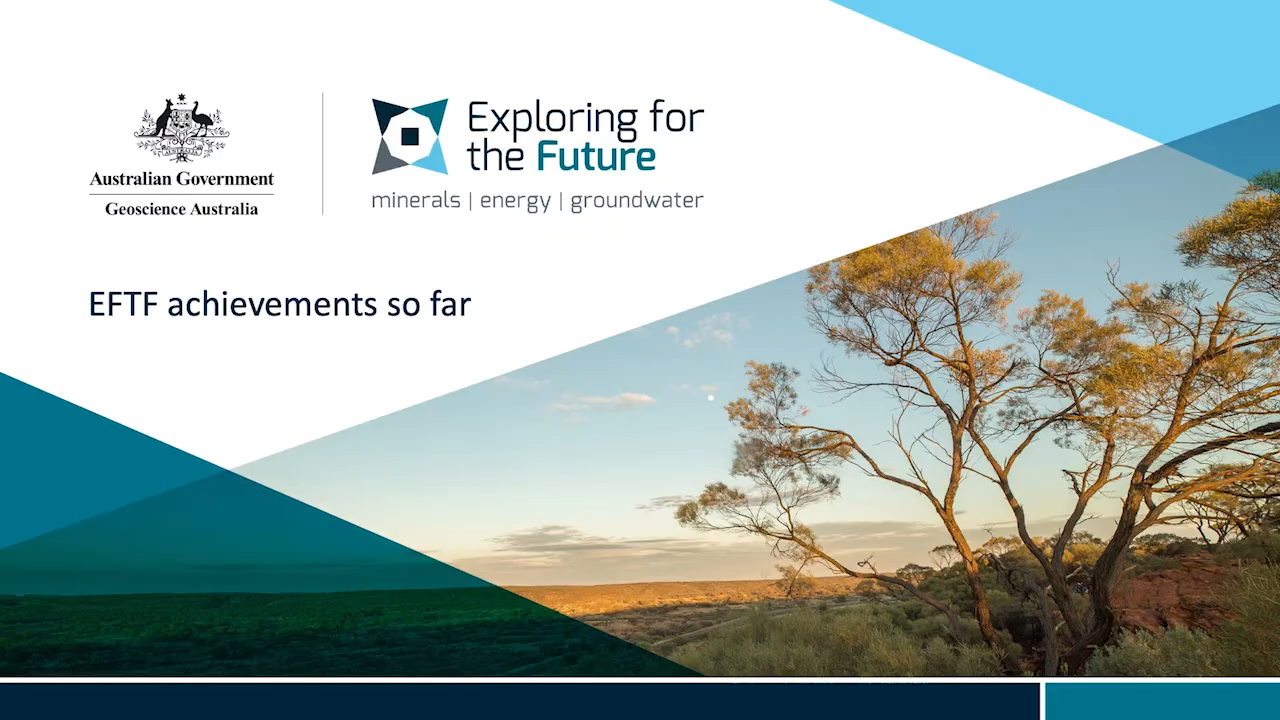 Australian Government
Geoscience Australia
Exploring for
the Future
minerals | energy | groundwater
EFTF achievements so far